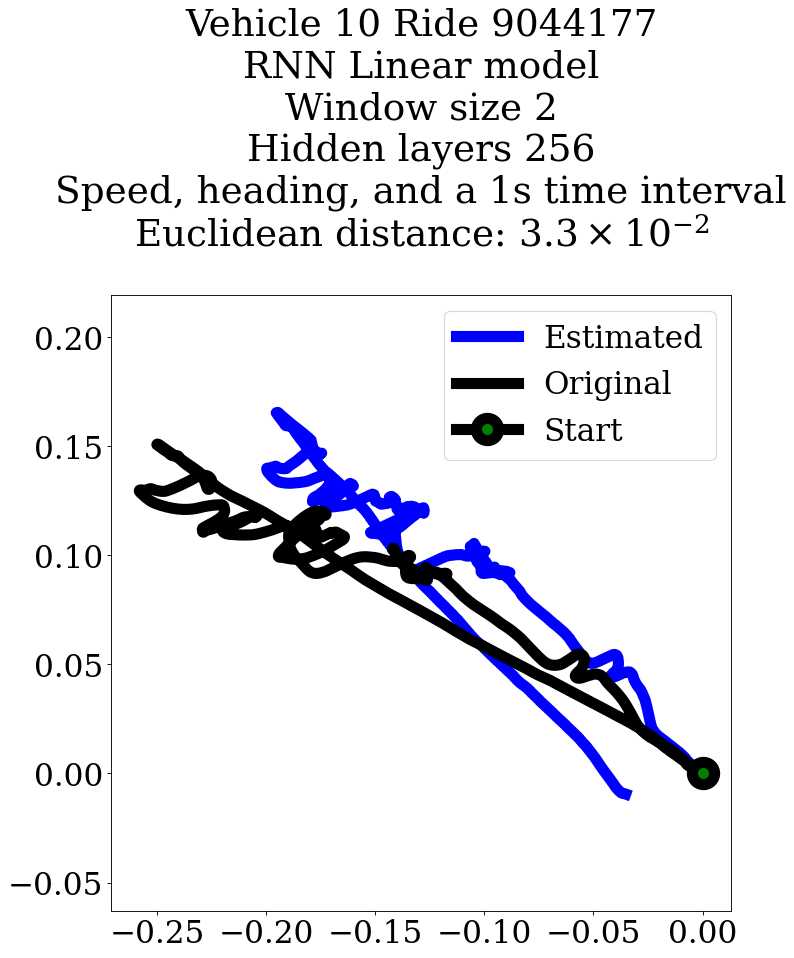 Vehicle 10 Ride 9044177
RNN Linear model
Window size 2
Hidden layers 256
Speed, heading, and a 1s time interval
Euclidean distance: 3.3 × 10⁻²
Estimated
Original
Start
0.20
0.15
0.10
0.05
0.00
−0.05
−0.25 −0.20 −0.15 −0.10 −0.05 0.00